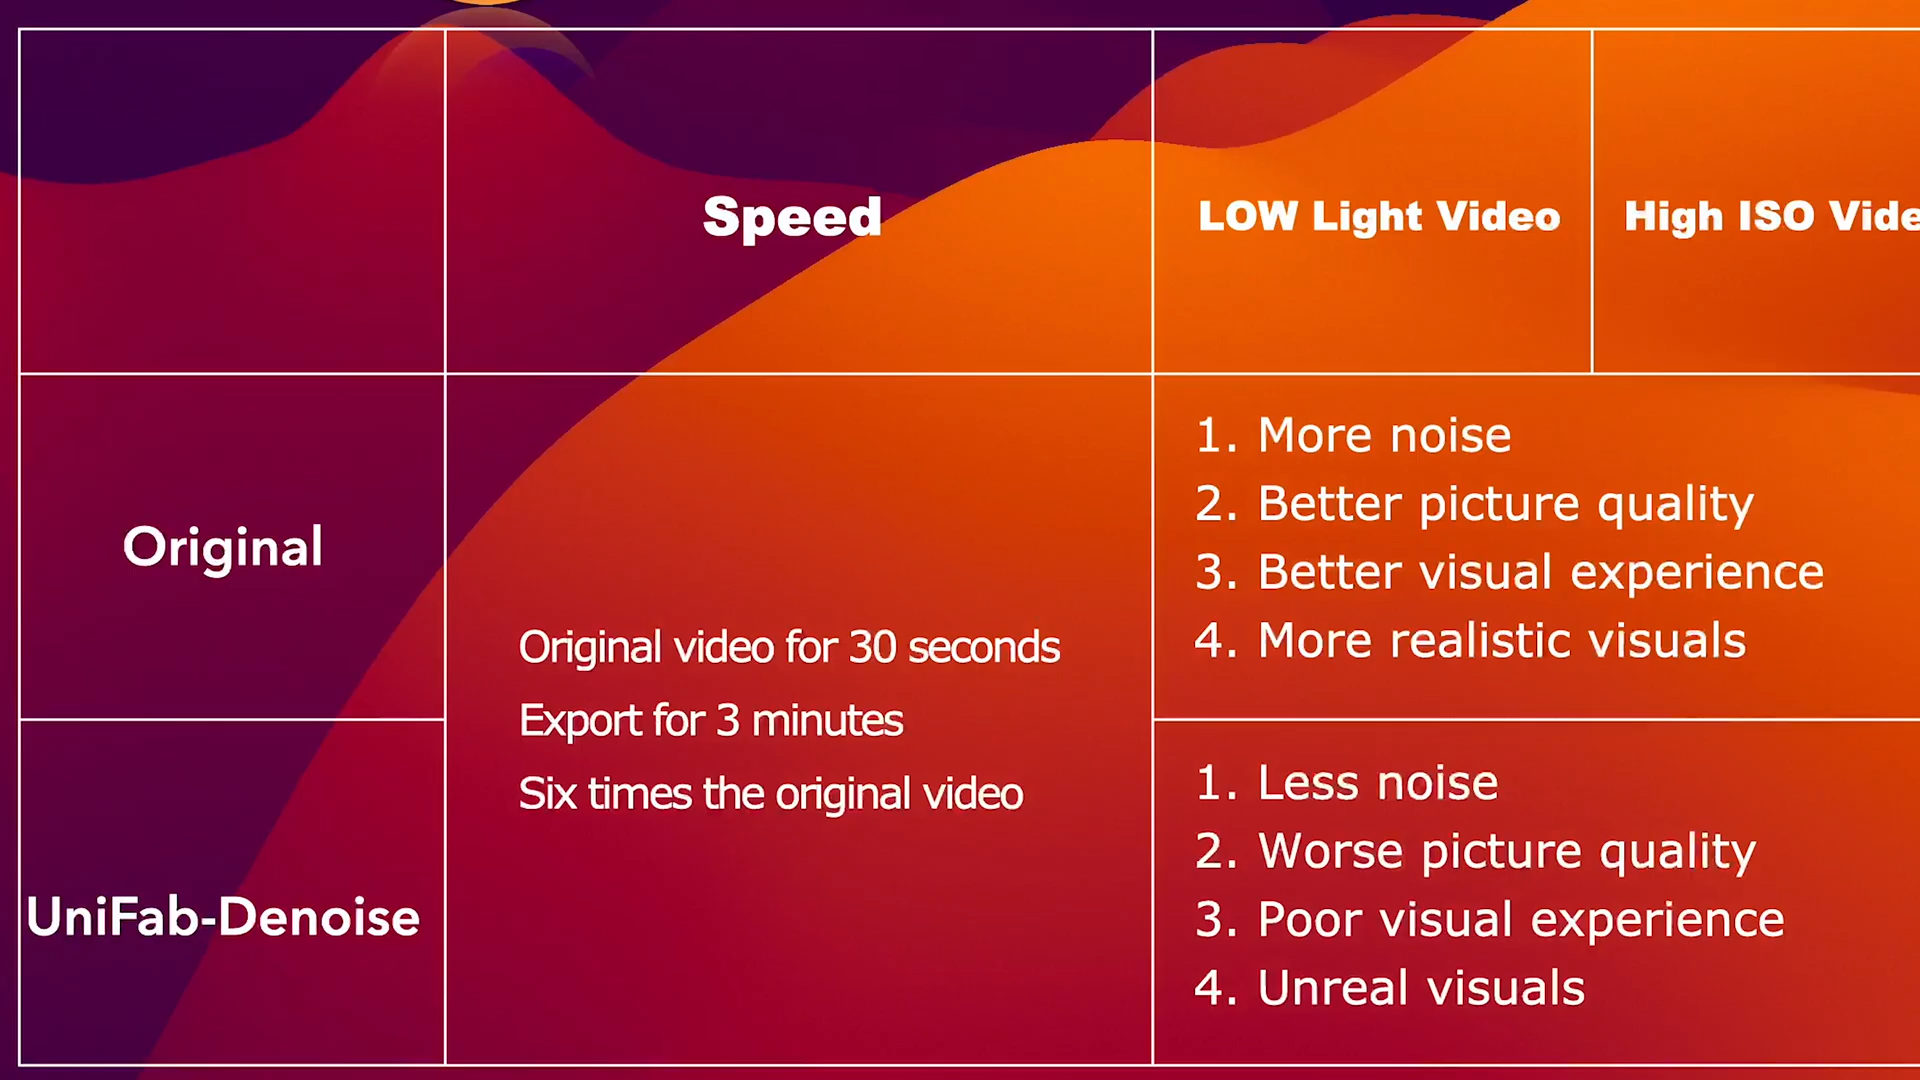 Speed
LOW Light Video
High ISO
Original
Original video for 30 seconds
Export for 3 minutes
Six times the original video
1. More noise
2. Better picture quality
3. Better visual experience
4. More realistic visuals
UniFab-Denoise
1. Less noise
2. Worse picture quality
3. Poor visual experience
4. Unreal visuals